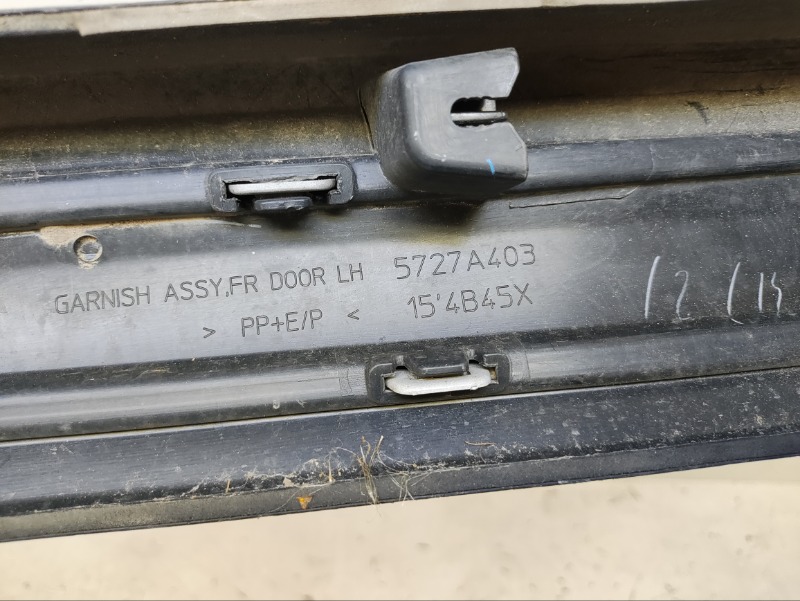 GARNISH ASSY,FR DOOR LH 5727A403
> PP+E/P < 15'4B45X